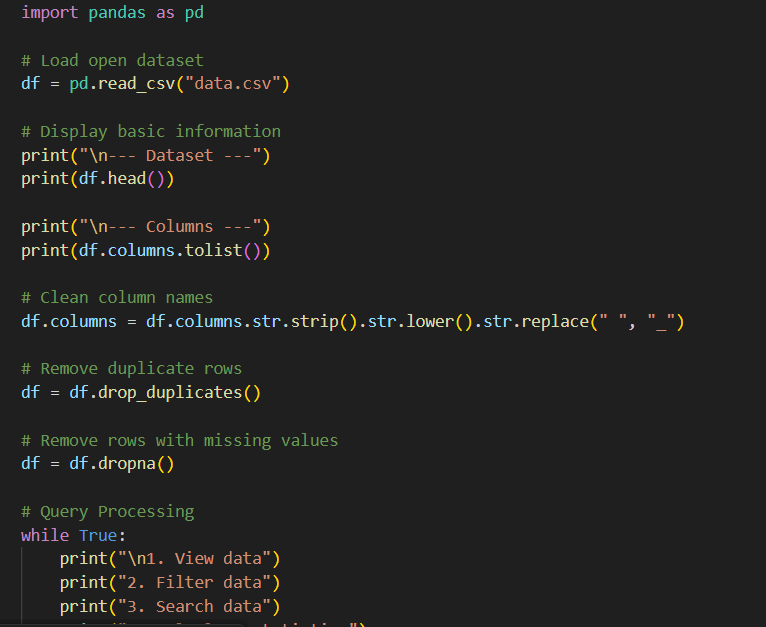 import pandas as pd
# Load open dataset
df = pd.read_csv("data.csv")
# Display basic information
print("\n--- Dataset ---")
print(df.head())
print("\n--- Columns ---")
print(df.columns.tolist())
# Clean column names
df.columns = df.columns.str.strip().str.lower().str.replace(" ", "_")
# Remove duplicate rows
df = df.drop_duplicates()
# Remove rows with missing values
df = df.dropna()
# Query Processing
while True:
    print("\n1. View data")
    print("2. Filter data")
    print("3. Search data")